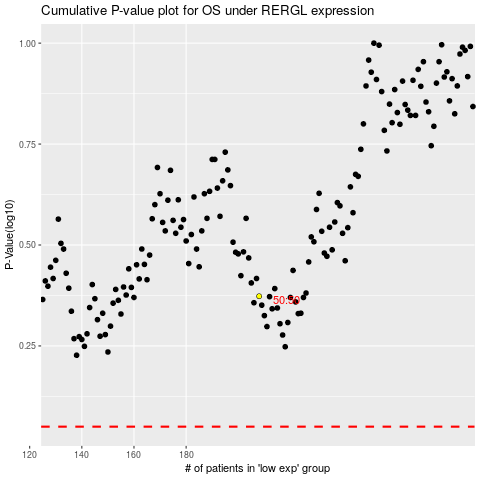 Cumulative P-value plot for OS under RERGL expression
1.00
0.75
0.50
0.25
P-Value(log10)
50:50
120 140 160 180
# of patients in 'low exp' group